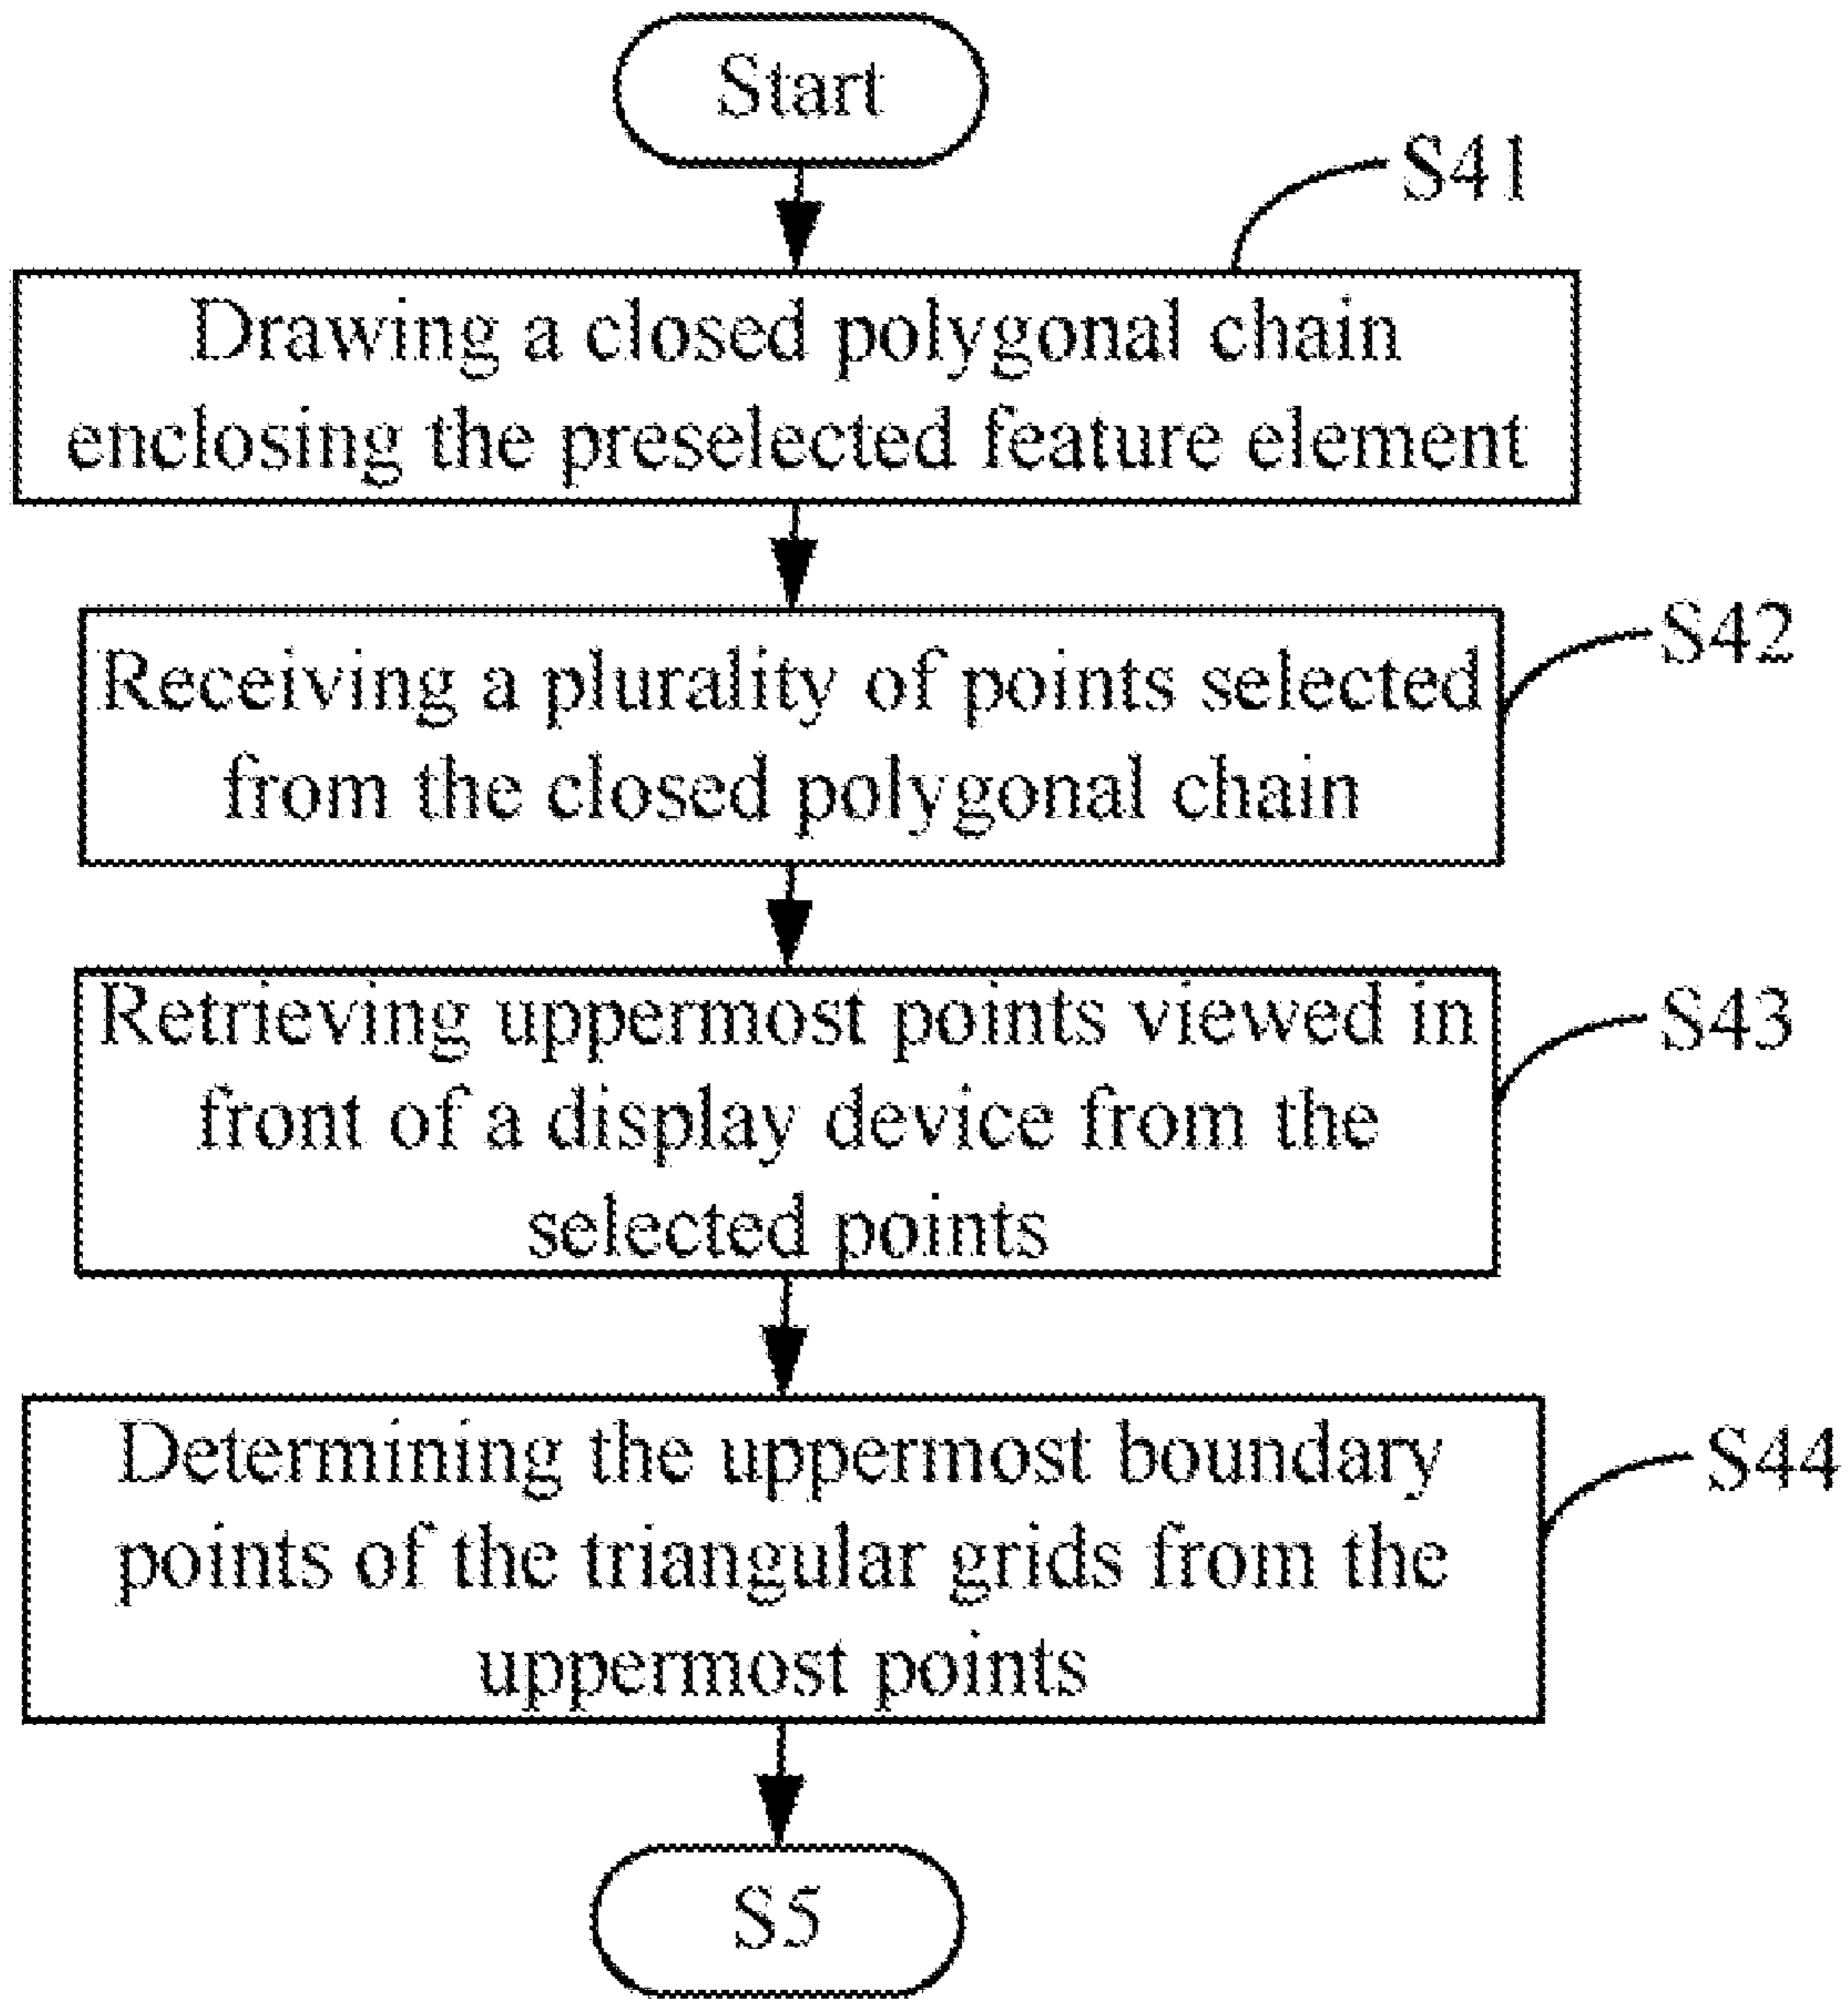 Start
S41
Drawing a closed polygonal chain
enclosing the preselected feature element
S42
Receiving a plurality of points selected
from the closed polygonal chain
Retrieving uppermost points viewed in
S43
front of a display device from the
selected points
Determining the uppermost boundary
S44
points of the triangular grids from the
uppermost points
S5